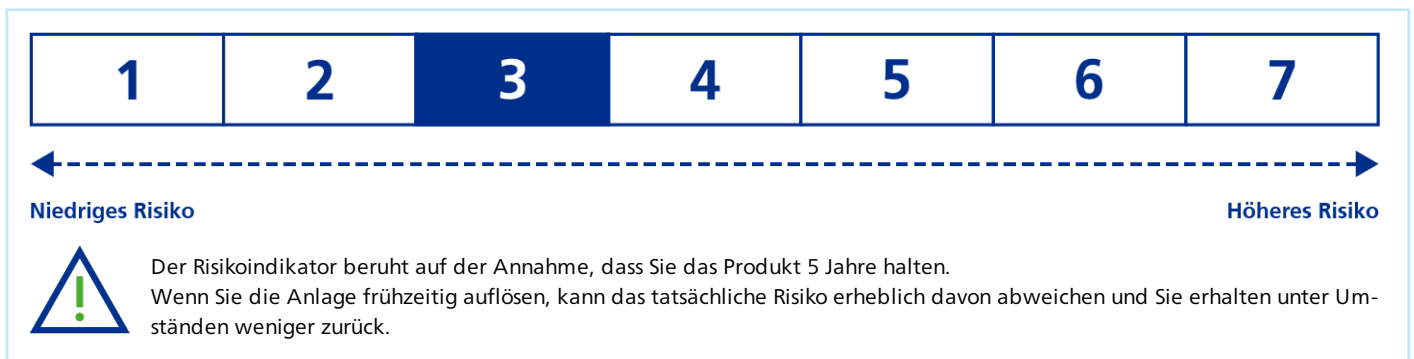 1 2 3 4 5 6 7
Niedriges Risiko Höheres Risiko
Der Risikoindikator beruht auf der Annahme, dass Sie das Produkt 5 Jahre halten.
Wenn Sie die Anlage frühzeitig auflösen, kann das tatsächliche Risiko erheblich davon abweichen und Sie erhalten unter Um-
ständen weniger zurück.